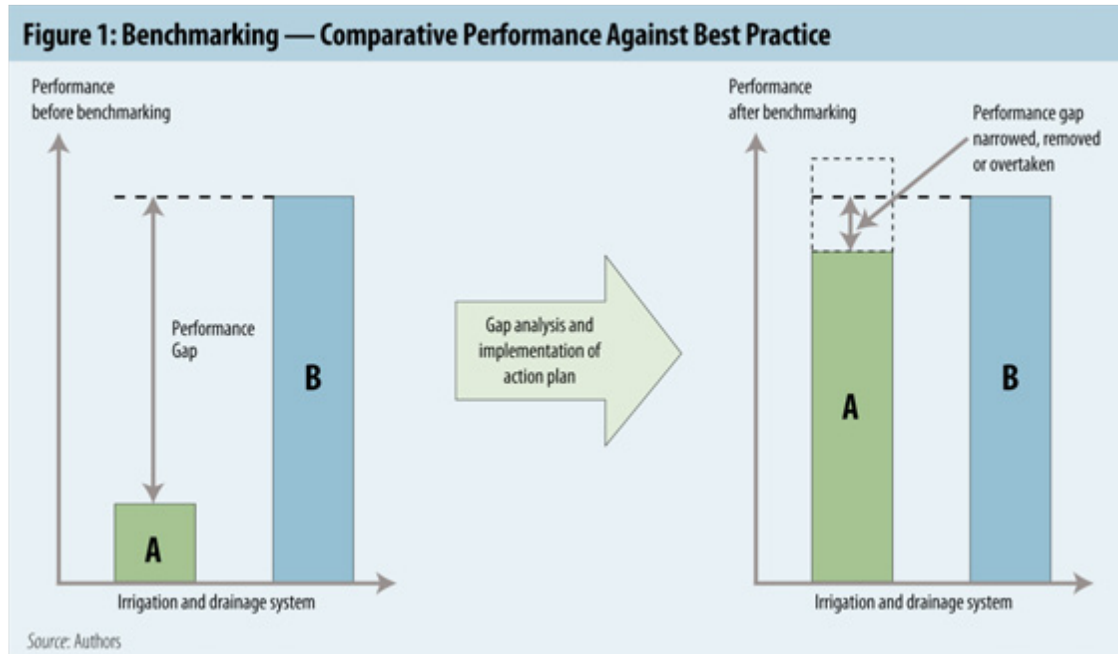 Figure 1: Benchmarking — Comparative Performance Against Best Practice
Performance
before benchmarking
Performance
Gap
A
B
Irrigation and drainage system
Gap analysis and
implementation of
action plan
Performance
after benchmarking
Performance gap
narrowed, removed
or overtaken
A
B
Irrigation and drainage system
Source: Authors